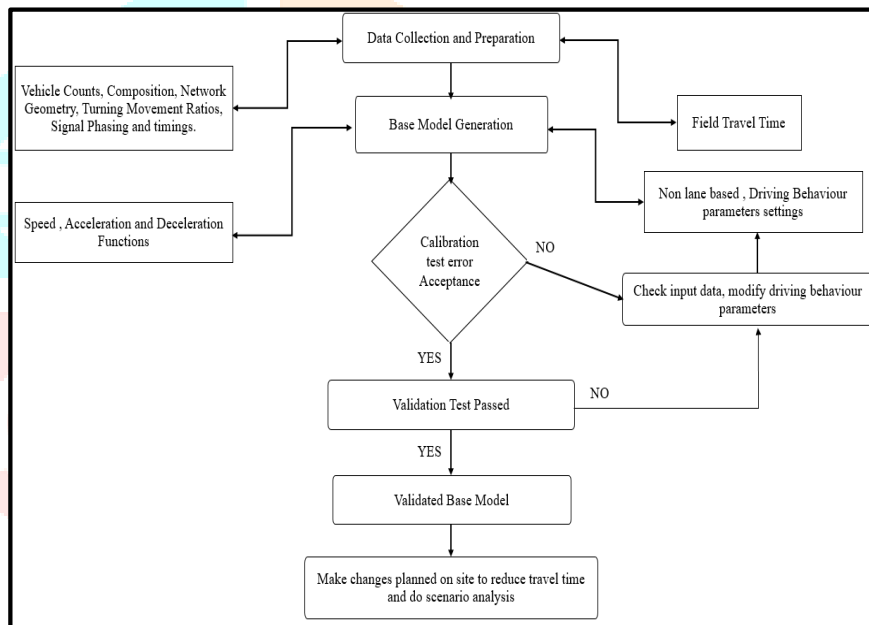 Data Collection and Preparation
Vehicle Counts, Composition, Network
Geometry, Turning Movement Ratios,
Signal Phasing and timings.
Base Model Generation
Field Travel Time
Non lane based , Driving Behaviour
parameters settings
Speed , Acceleration and Deceleration
Functions
Calibration
test error
Acceptance
NO
Check input data, modify driving behaviour
parameters
YES
Validation Test Passed
NO
YES
Validated Base Model
Make changes planned on site to reduce travel time
and do scenario analysis